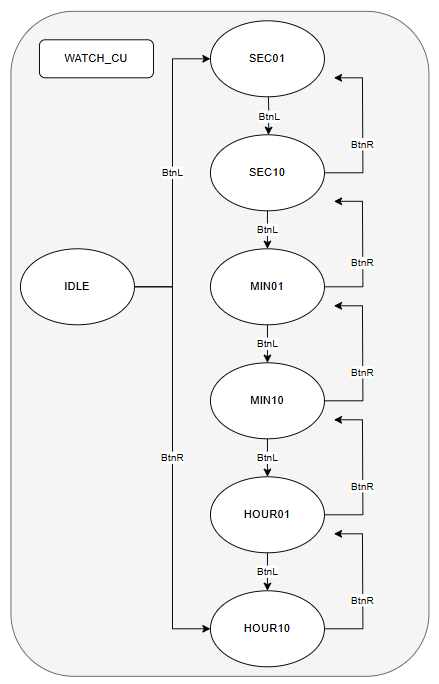 WATCH_CU
SEC01
BtnL
BtnR
BtnL
SEC10
BtnL
BtnR
IDLE
MIN01
BtnL
BtnR
MIN10
BtnR
BtnL
BtnR
HOUR01
BtnL
BtnR
HOUR10